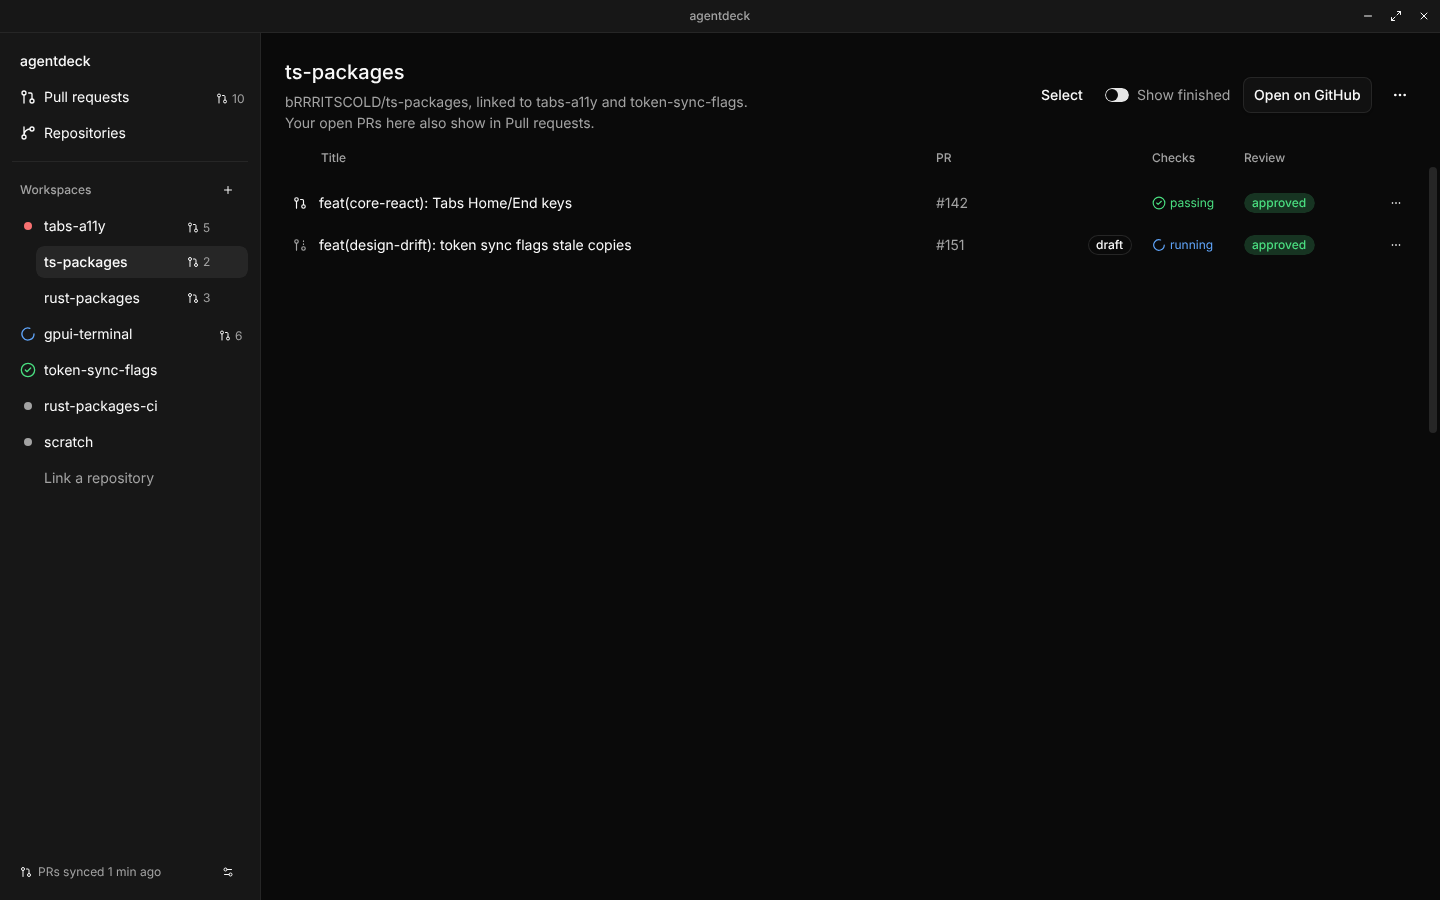 agentdeck
agentdeck
Pull requests 10
Repositories
Workspaces +
tabs-a11y 5
ts-packages 2
rust-packages 3
gpui-terminal 6
token-sync-flags
rust-packages-ci
scratch
Link a repository
PRs synced 1 min ago
ts-packages
bRRRITSCOLD/ts-packages, linked to tabs-a11y and token-sync-flags.
Your open PRs here also show in Pull requests.
Select Show finished Open on GitHub ...
Title PR Checks Review
feat(core-react): Tabs Home/End keys #142 passing approved ...
feat(design-drift): token sync flags stale copies #151 draft running approved ...